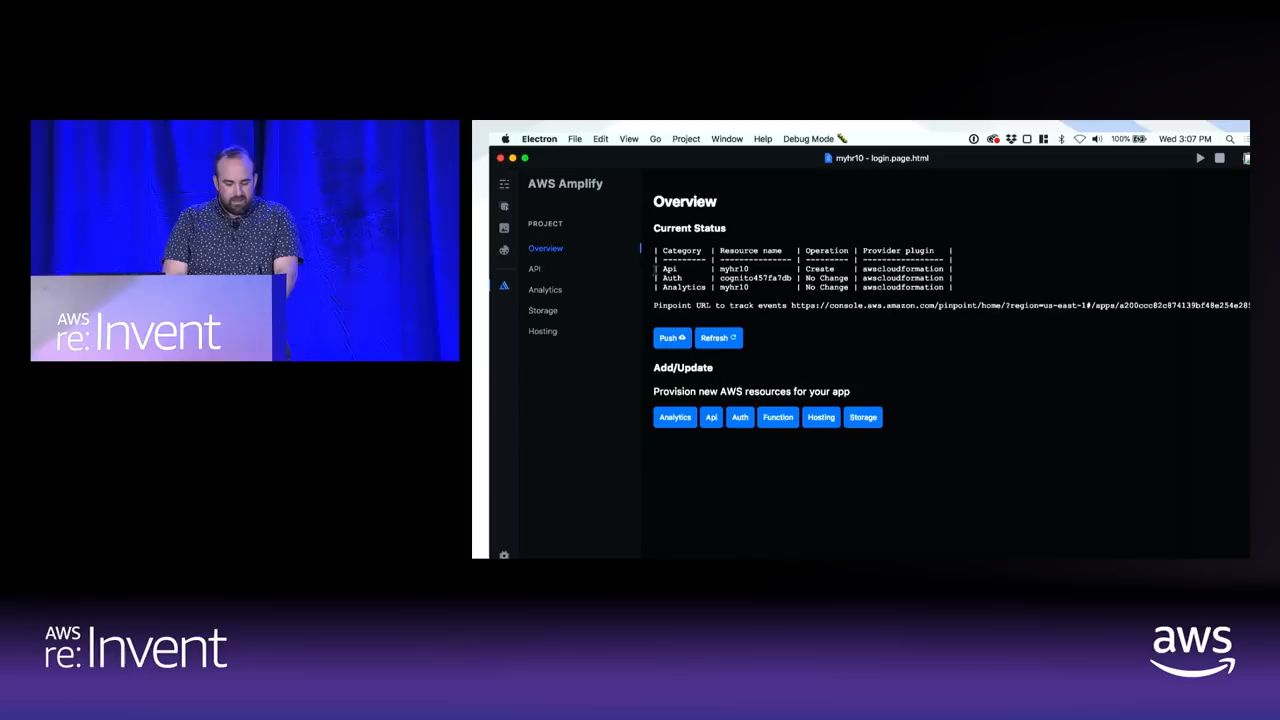 Electron File Edit View Go Project Window Help Debug Mode 100% Wed 3:07 PM
myhr10 - login.page.html
AWS Amplify
PROJECT
Overview
API
Analytics
Storage
Hosting
Overview
Current Status
| Category | Resource name | Operation | Provider plugin |
| --------- | --------------- | --------- | ----------------- |
| Api | myhr10 | Create | awscloudformation |
| Auth | cognito457fa7db | No Change | awscloudformation |
| Analytics | myhr10 | No Change | awscloudformation |
Pinpoint URL to track events https://console.aws.amazon.com/pinpoint/home/?region=us-east-1#/apps/a200ccc82c874139bf48e254e28
Push Refresh
Add/Update
Provision new AWS resources for your app
Analytics Api Auth Function Hosting Storage
AWS
re:Invent
AWS
re:Invent
aws